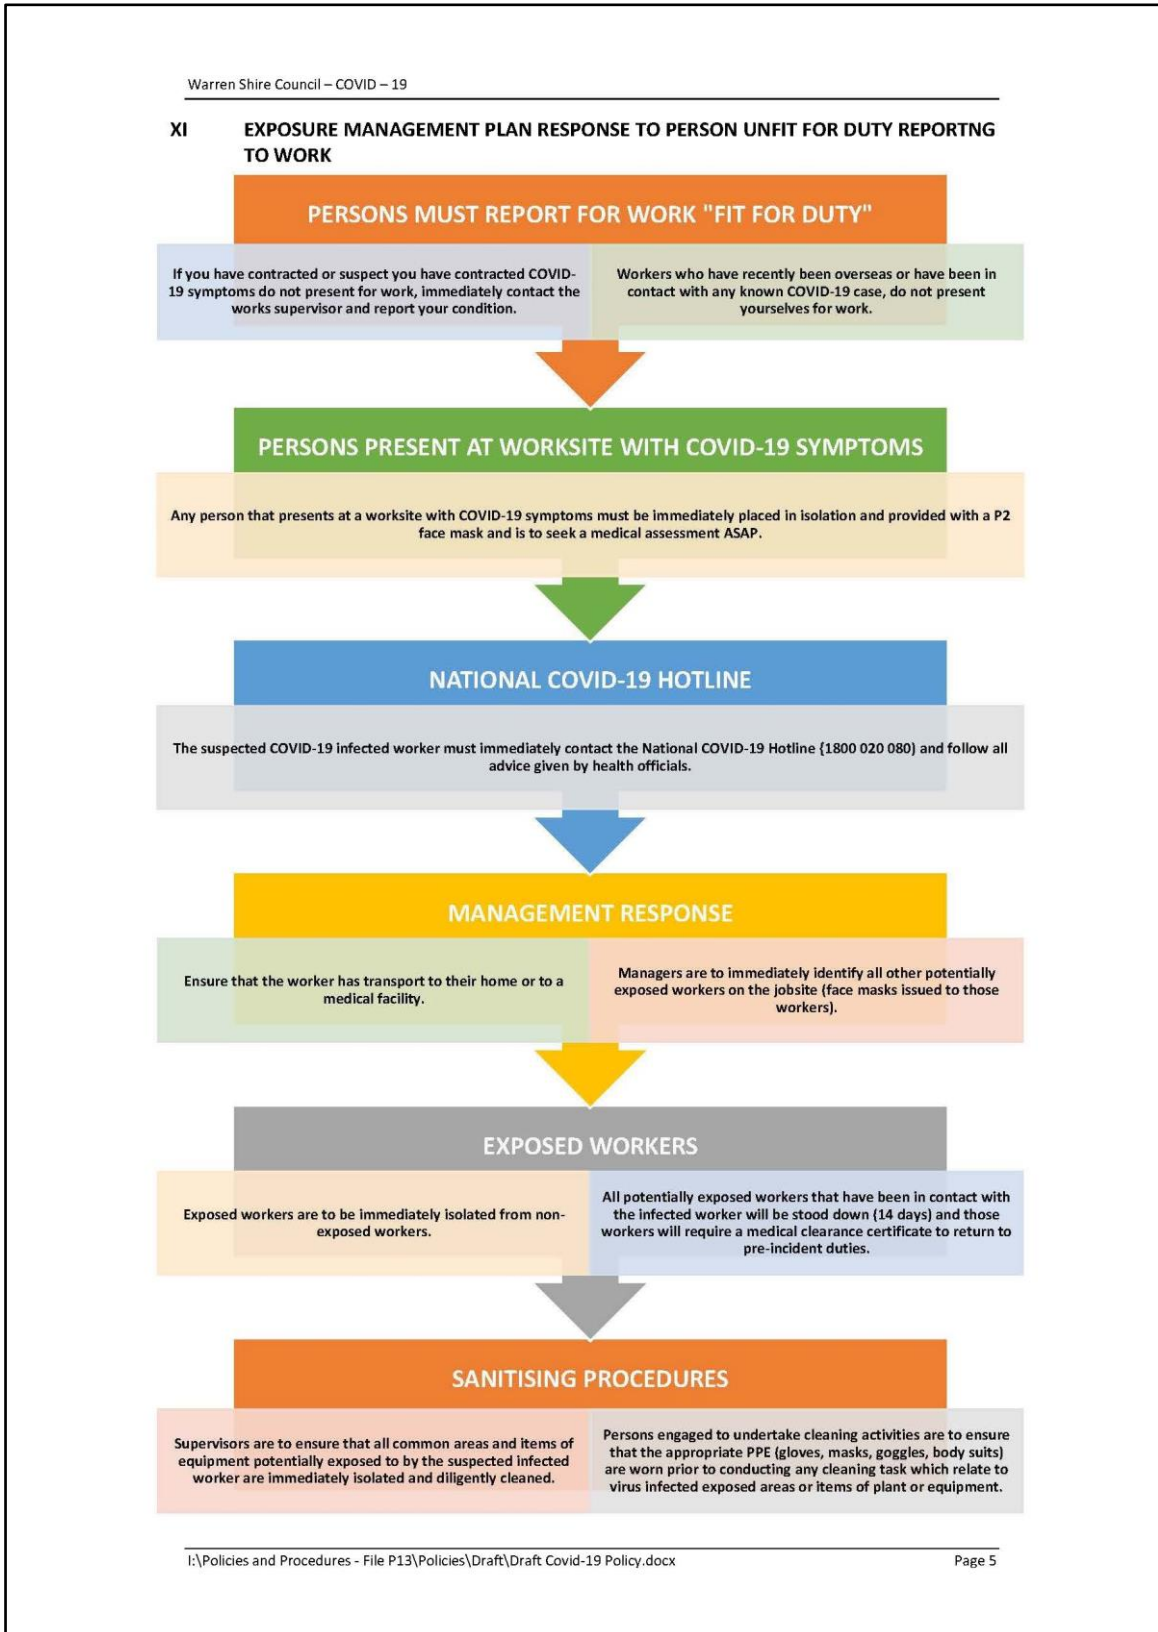 Warren Shire Council – COVID – 19
XI EXPOSURE MANAGEMENT PLAN RESPONSE TO PERSON UNFIT FOR DUTY REPORTNG
TO WORK
PERSONS MUST REPORT FOR WORK "FIT FOR DUTY"
If you have contracted or suspect you have contracted COVID-
19 symptoms do not present for work, immediately contact the
works supervisor and report your condition.
Workers who have recently been overseas or have been in
contact with any known COVID-19 case, do not present
yourselves for work.
PERSONS PRESENT AT WORKSITE WITH COVID-19 SYMPTOMS
Any person that presents at a worksite with COVID-19 symptoms must be immediately placed in isolation and provided with a P2
face mask and is to seek a medical assessment ASAP.
NATIONAL COVID-19 HOTLINE
The suspected COVID-19 infected worker must immediately contact the National COVID-19 Hotline {1800 020 080) and follow all
advice given by health officials.
MANAGEMENT RESPONSE
Ensure that the worker has transport to their home or to a
medical facility.
Managers are to immediately identify all other potentially
exposed workers on the jobsite (face masks issued to those
workers).
EXPOSED WORKERS
Exposed workers are to be immediately isolated from non-
exposed workers.
All potentially exposed workers that have been in contact with
the infected worker will be stood down (14 days) and those
workers will require a medical clearance certificate to return to
pre-incident duties.
SANITISING PROCEDURES
Supervisors are to ensure that all common areas and items of
equipment potentially exposed to by the suspected infected
worker are immediately isolated and diligently cleaned.
Persons engaged to undertake cleaning activities are to ensure
that the appropriate PPE (gloves, masks, goggles, body suits)
are worn prior to conducting any cleaning task which relate to
virus infected exposed areas or items of plant or equipment.
I:\Policies and Procedures - File P13\Policies\Draft\Draft Covid-19 Policy.docx Page 5